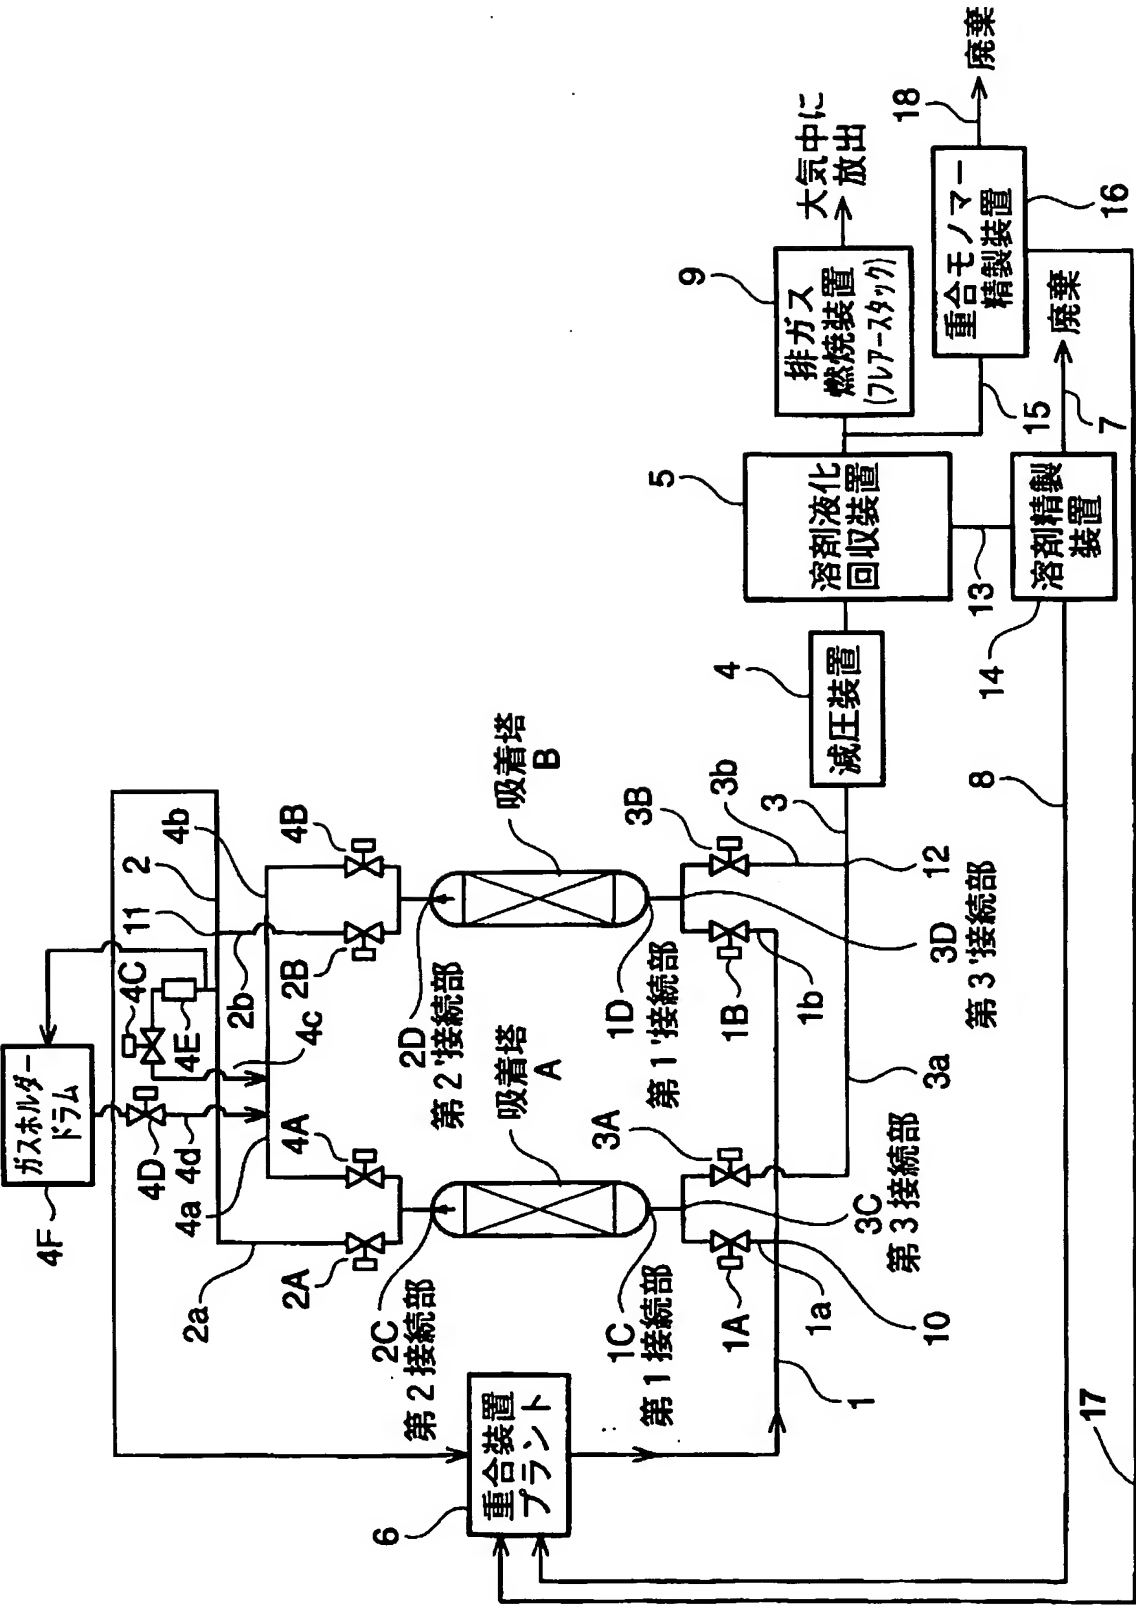 ガスホルダー
ドラム
4F
4D
4d
4a
2a
4C
4E
4c
11
2b
2
4b
4A
2A
2B
4B
2C
第2接続部
2D
第2'接続部
吸着塔
A
吸着塔
B
1C
第1接続部
1D
第1'接続部
1A
1a
10
3A
3C
第3接続部
1B
1b
3B
3b
3D
第3'接続部
3
12
3a
1
重合装置
プラント
6
減圧装置
4
溶剤液化
回収装置
5
排ガス
燃焼装置
(フレアースタック)
9
大気中に
放出
重合モノマー
精製装置
16
18
廃棄
15
溶剤精製
装置
14
13
7
廃棄
8
17